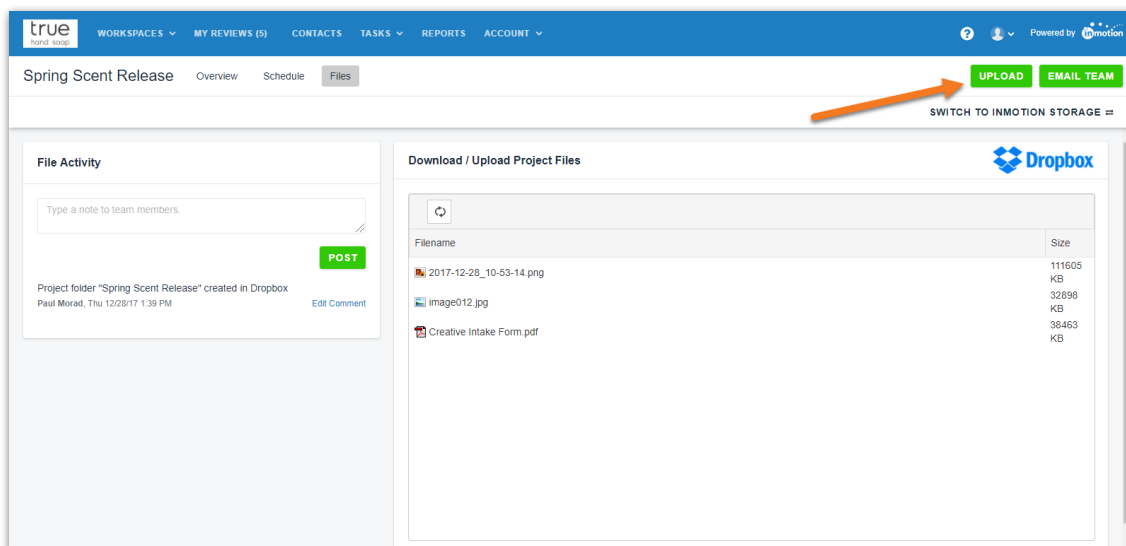 true
hand soap
WORKSPACES MY REVIEWS (5) CONTACTS TASKS REPORTS ACCOUNT
? Powered by inmotion
Spring Scent Release Overview Schedule Files
UPLOAD EMAIL TEAM
SWITCH TO INMOTION STORAGE
File Activity
Type a note to team members.
POST
Project folder "Spring Scent Release" created in Dropbox
Paul Morad, Thu 12/28/17 1:39 PM Edit Comment
Download / Upload Project Files
Dropbox
Filename Size
2017-12-28_10-53-14.png 111605
KB
image012.jpg 32898
KB
Creative Intake Form.pdf 38463
KB